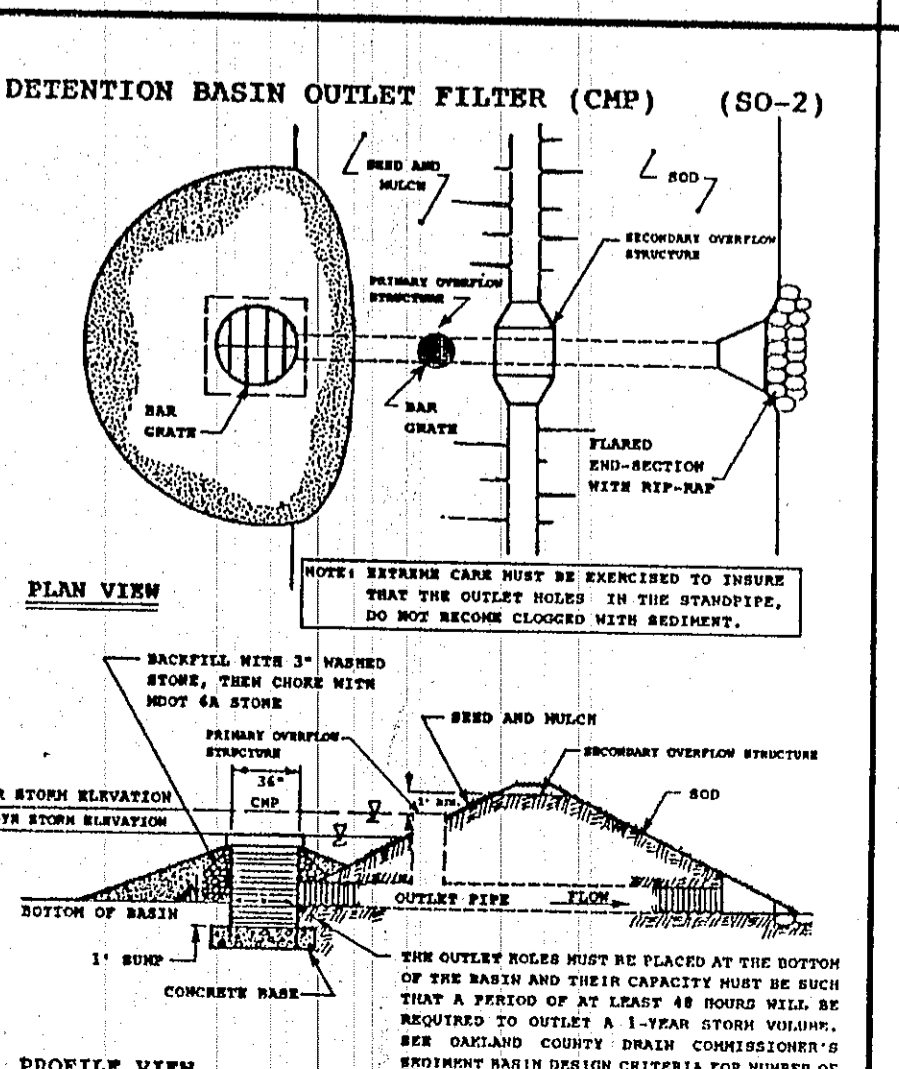 DETENTION BASIN OUTLET FILTER (CMP) (SO-2)
SEED AND
MULCH
SOD
SECONDARY OVERFLOW
STRUCTURE
PRIMARY OVERFLOW
STRUCTURE
BAR
GRATE
BAR
GRATE
FLARED
END-SECTION
WITH RIP-RAP
PLAN VIEW
NOTE: EXTREME CARE MUST BE EXERCISED TO INSURE
THAT THE OUTLET HOLES IN THE STANDPIPE,
DO NOT BECOME CLOGGED WITH SEDIMENT.
BACKFILL WITH 3" WASHED
STONE, THEN CHOKE WITH
MDOT 6A STONE
SEED AND MULCH
PRIMARY OVERFLOW
STRUCTURE
SECONDARY OVERFLOW STRUCTURE
36"
CMP
1' MIN.
SOD
R STORM ELEVATION
YR STORM ELEVATION
OUTLET PIPE FLOW
BOTTOM OF BASIN
1' SUMP
CONCRETE BASE
THE OUTLET HOLES MUST BE PLACED AT THE BOTTOM
OF THE BASIN AND THEIR CAPACITY MUST BE SUCH
THAT A PERIOD OF AT LEAST 48 HOURS WILL BE
REQUIRED TO OUTLET A 1-YEAR STORM VOLUME.
SEE OAKLAND COUNTY DRAIN COMMISSIONER'S
SEDIMENT BASIN DESIGN CRITERIA FOR NUMBER OF
PROFILE VIEW